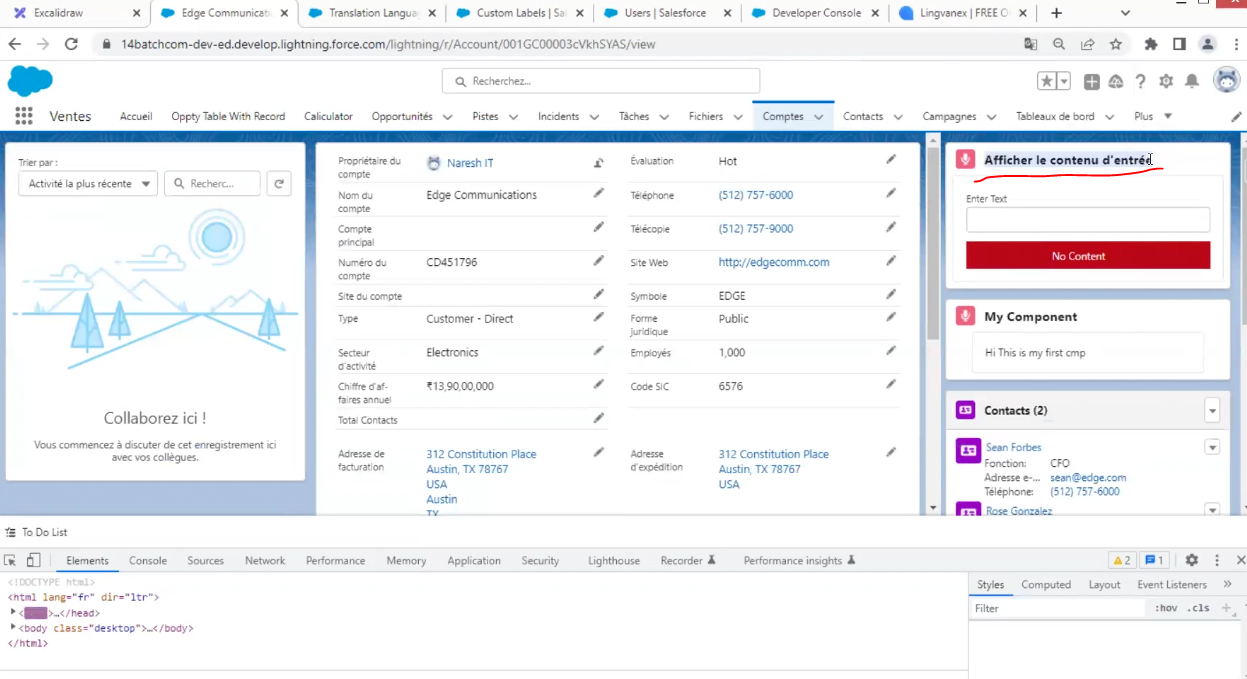 Excalidraw
Edge Communicati
Translation Langua
Custom Labels | Sa
Users | Salesforce
Developer Console
Lingvanex | FREE O
14batchcom-dev-ed.develop.lightning.force.com/lightning/r/Account/001GC00003cVkhSYAS/view
Recherchez...
Ventes
Accueil
Oppty Table With Record
Calculator
Opportunités
Pistes
Incidents
Tâches
Fichiers
Comptes
Contacts
Campagnes
Tableaux de bord
Plus
Trier par :
Activité la plus récente
Recherc...
Collaborez ici !
Vous commencez à discuter de cet enregistrement ici
avec vos collègues.
Propriétaire du
compte
Naresh IT
Évaluation
Hot
Nom du
compte
Edge Communications
Téléphone
(512) 757-6000
Compte
principal
Télécopie
(512) 757-9000
Numéro du
compte
CD451796
Site Web
http://edgecomm.com
Site du compte
Symbole
EDGE
Type
Customer - Direct
Forme
juridique
Public
Secteur
d'activité
Electronics
Employés
1,000
Chiffre d'af-
faires annuel
₹13,90,00,000
Code SIC
6576
Total Contacts
Adresse de
facturation
312 Constitution Place
Austin, TX 78767
USA
Austin
TX
Adresse
d'expédition
312 Constitution Place
Austin, TX 78767
USA
Afficher le contenu d'entrée
Enter Text
No Content
My Component
Hi This is my first cmp
Contacts (2)
Sean Forbes
Fonction:
CFO
Adresse e-...
sean@edge.com
Téléphone:
(512) 757-6000
Rose Gonzalez
To Do List
Elements
Console
Sources
Network
Performance
Memory
Application
Security
Lighthouse
Recorder
Performance insights
2
1
<!DOCTYPE html>
<html lang="fr" dir="ltr">
<…</head>
<body class="desktop">…</body>
</html>
Styles
Computed
Layout
Event Listeners
Filter
:hov
.cls